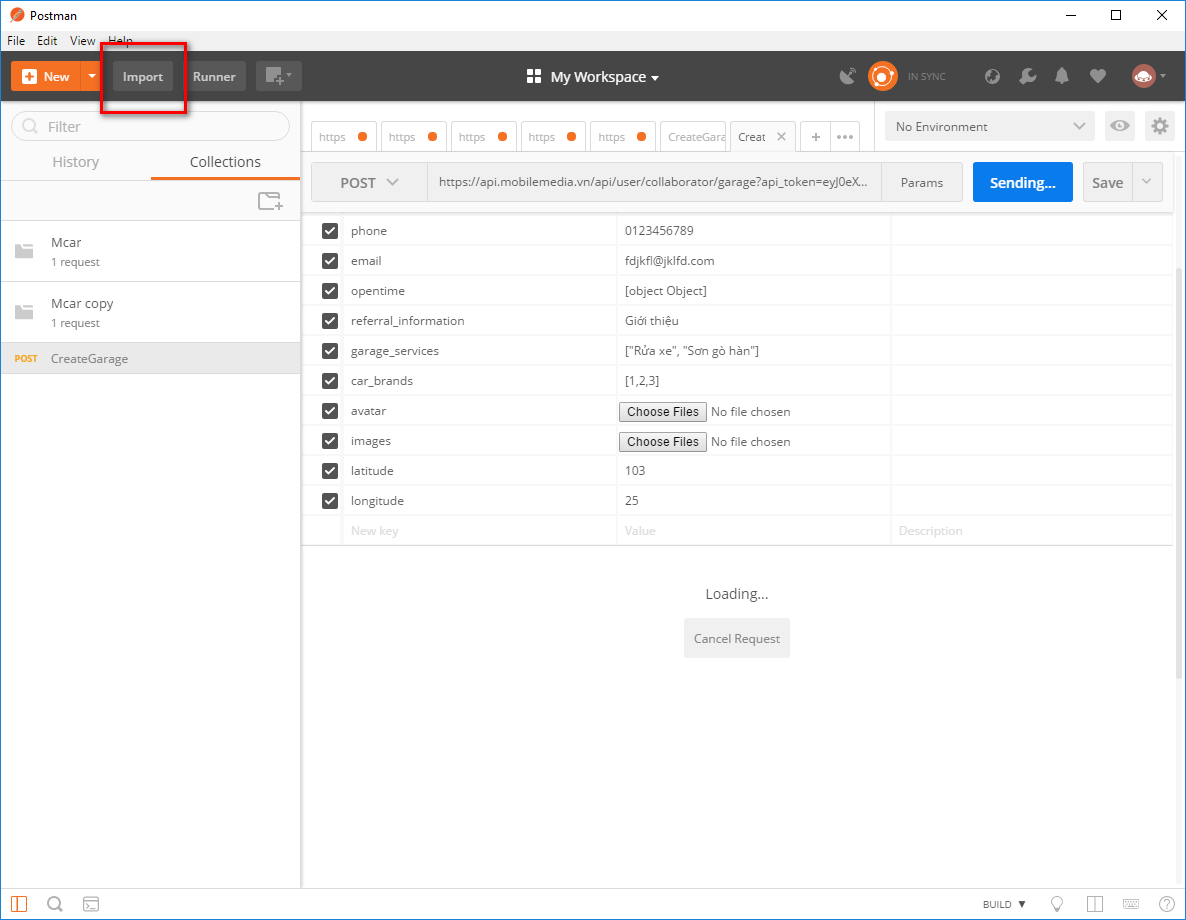 Postman
File Edit View Help
New Import Runner My Workspace IN SYNC
Filter
History Collections
Mcar
1 request
Mcar copy
1 request
POST CreateGarage
https https https https https CreateGara Creat + No Environment
POST https://api.mobilemedia.vn/api/user/collaborator/garage?api_token=eyJ0eX... Params Sending... Save
phone 0123456789
email fdjkfl@jklfd.com
opentime [object Object]
referral_information Giới thiệu
garage_services ["Rửa xe", "Sơn gò hàn"]
car_brands [1,2,3]
avatar Choose Files No file chosen
images Choose Files No file chosen
latitude 103
longitude 25
New key Value Description
Loading...
Cancel Request
BUILD